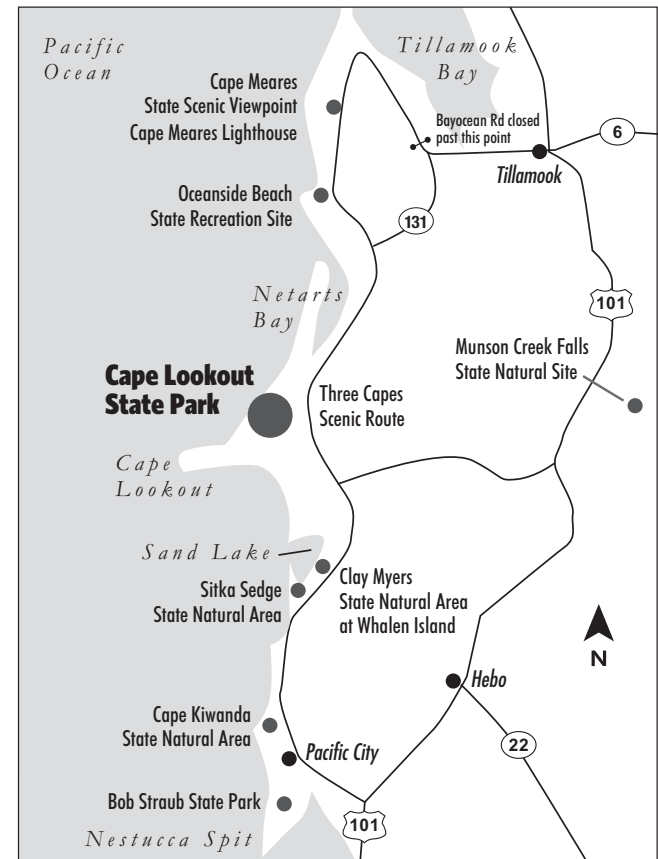 Pacific
Ocean
Tillamook
Bay
Cape Meares
State Scenic Viewpoint
Cape Meares Lighthouse
Bayocean Rd closed
past this point
6
Tillamook
Oceanside Beach
State Recreation Site
131
Netarts
Bay
101
Munson Creek Falls
State Natural Site
Cape Lookout
State Park
Three Capes
Scenic Route
Cape
Lookout
Sand Lake
Clay Myers
State Natural Area
at Whalen Island
Sitka Sedge
State Natural Area
N
Hebo
Cape Kiwanda
State Natural Area
22
Pacific City
Bob Straub State Park
101
Nestucca Spit